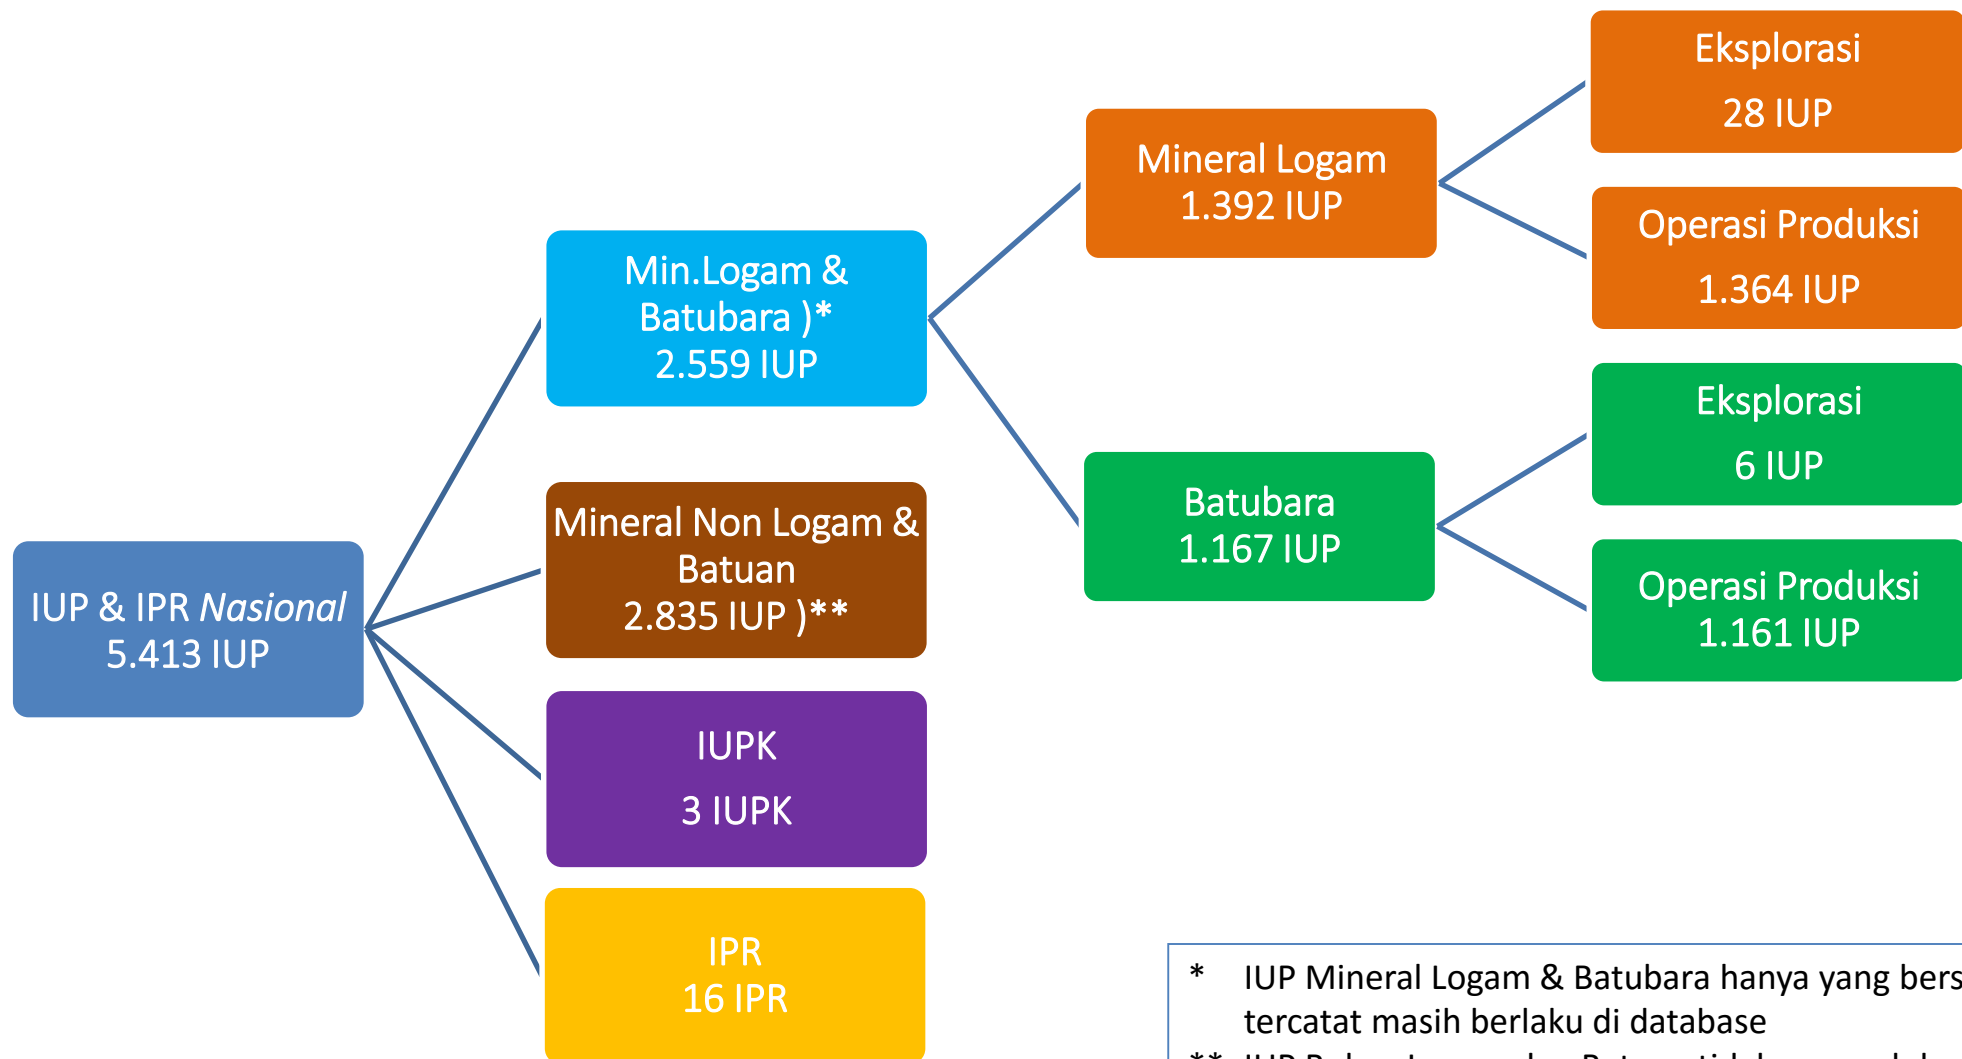 IUP & IPR Nasional
5.413 IUP
Min.Logam &
Batubara )*
2.559 IUP
Mineral Non Logam &
Batuan
2.835 IUP )**
IUPK
3 IUPK
IPR
16 IPR
Mineral Logam
1.392 IUP
Batubara
1.167 IUP
Eksplorasi
28 IUP
Operasi Produksi
1.364 IUP
Eksplorasi
6 IUP
Operasi Produksi
1.161 IUP
* IUP Mineral Logam & Batubara hanya yang bers
tercatat masih berlaku di database
** IUP